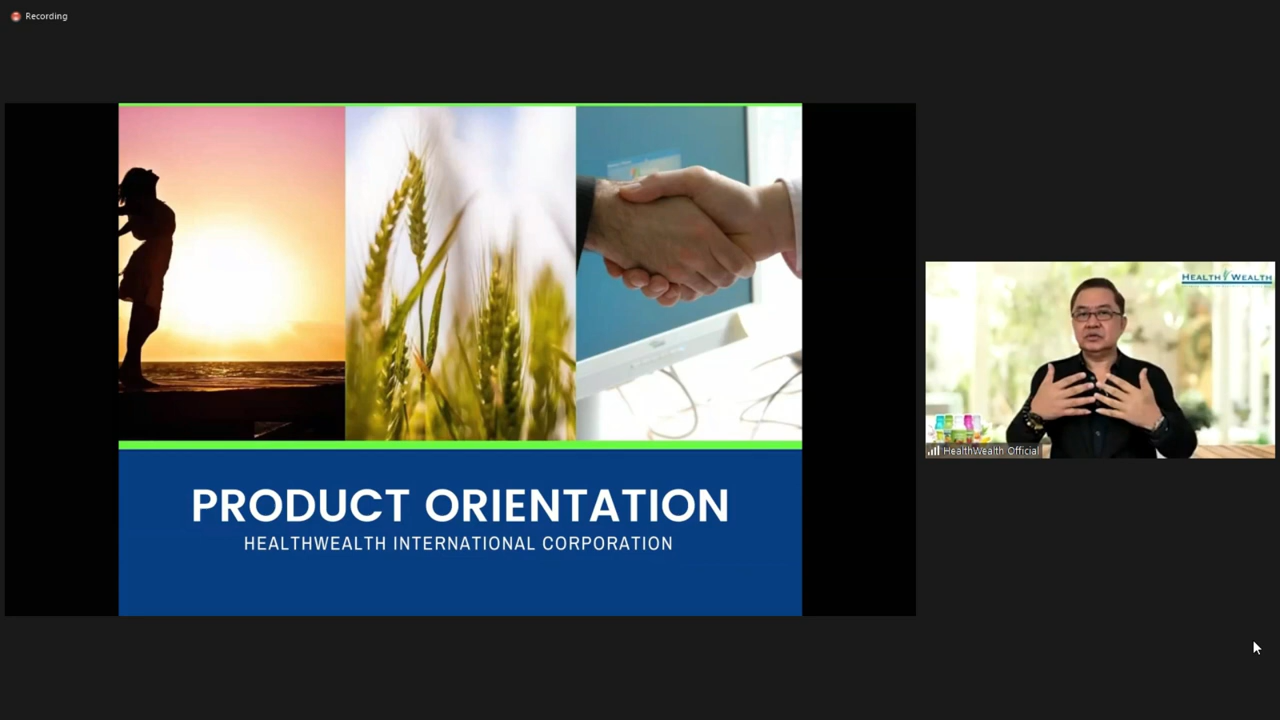 Recording
HEALTH WEALTH
HealthWealth Official
PRODUCT ORIENTATION
HEALTHWEALTH INTERNATIONAL CORPORATION